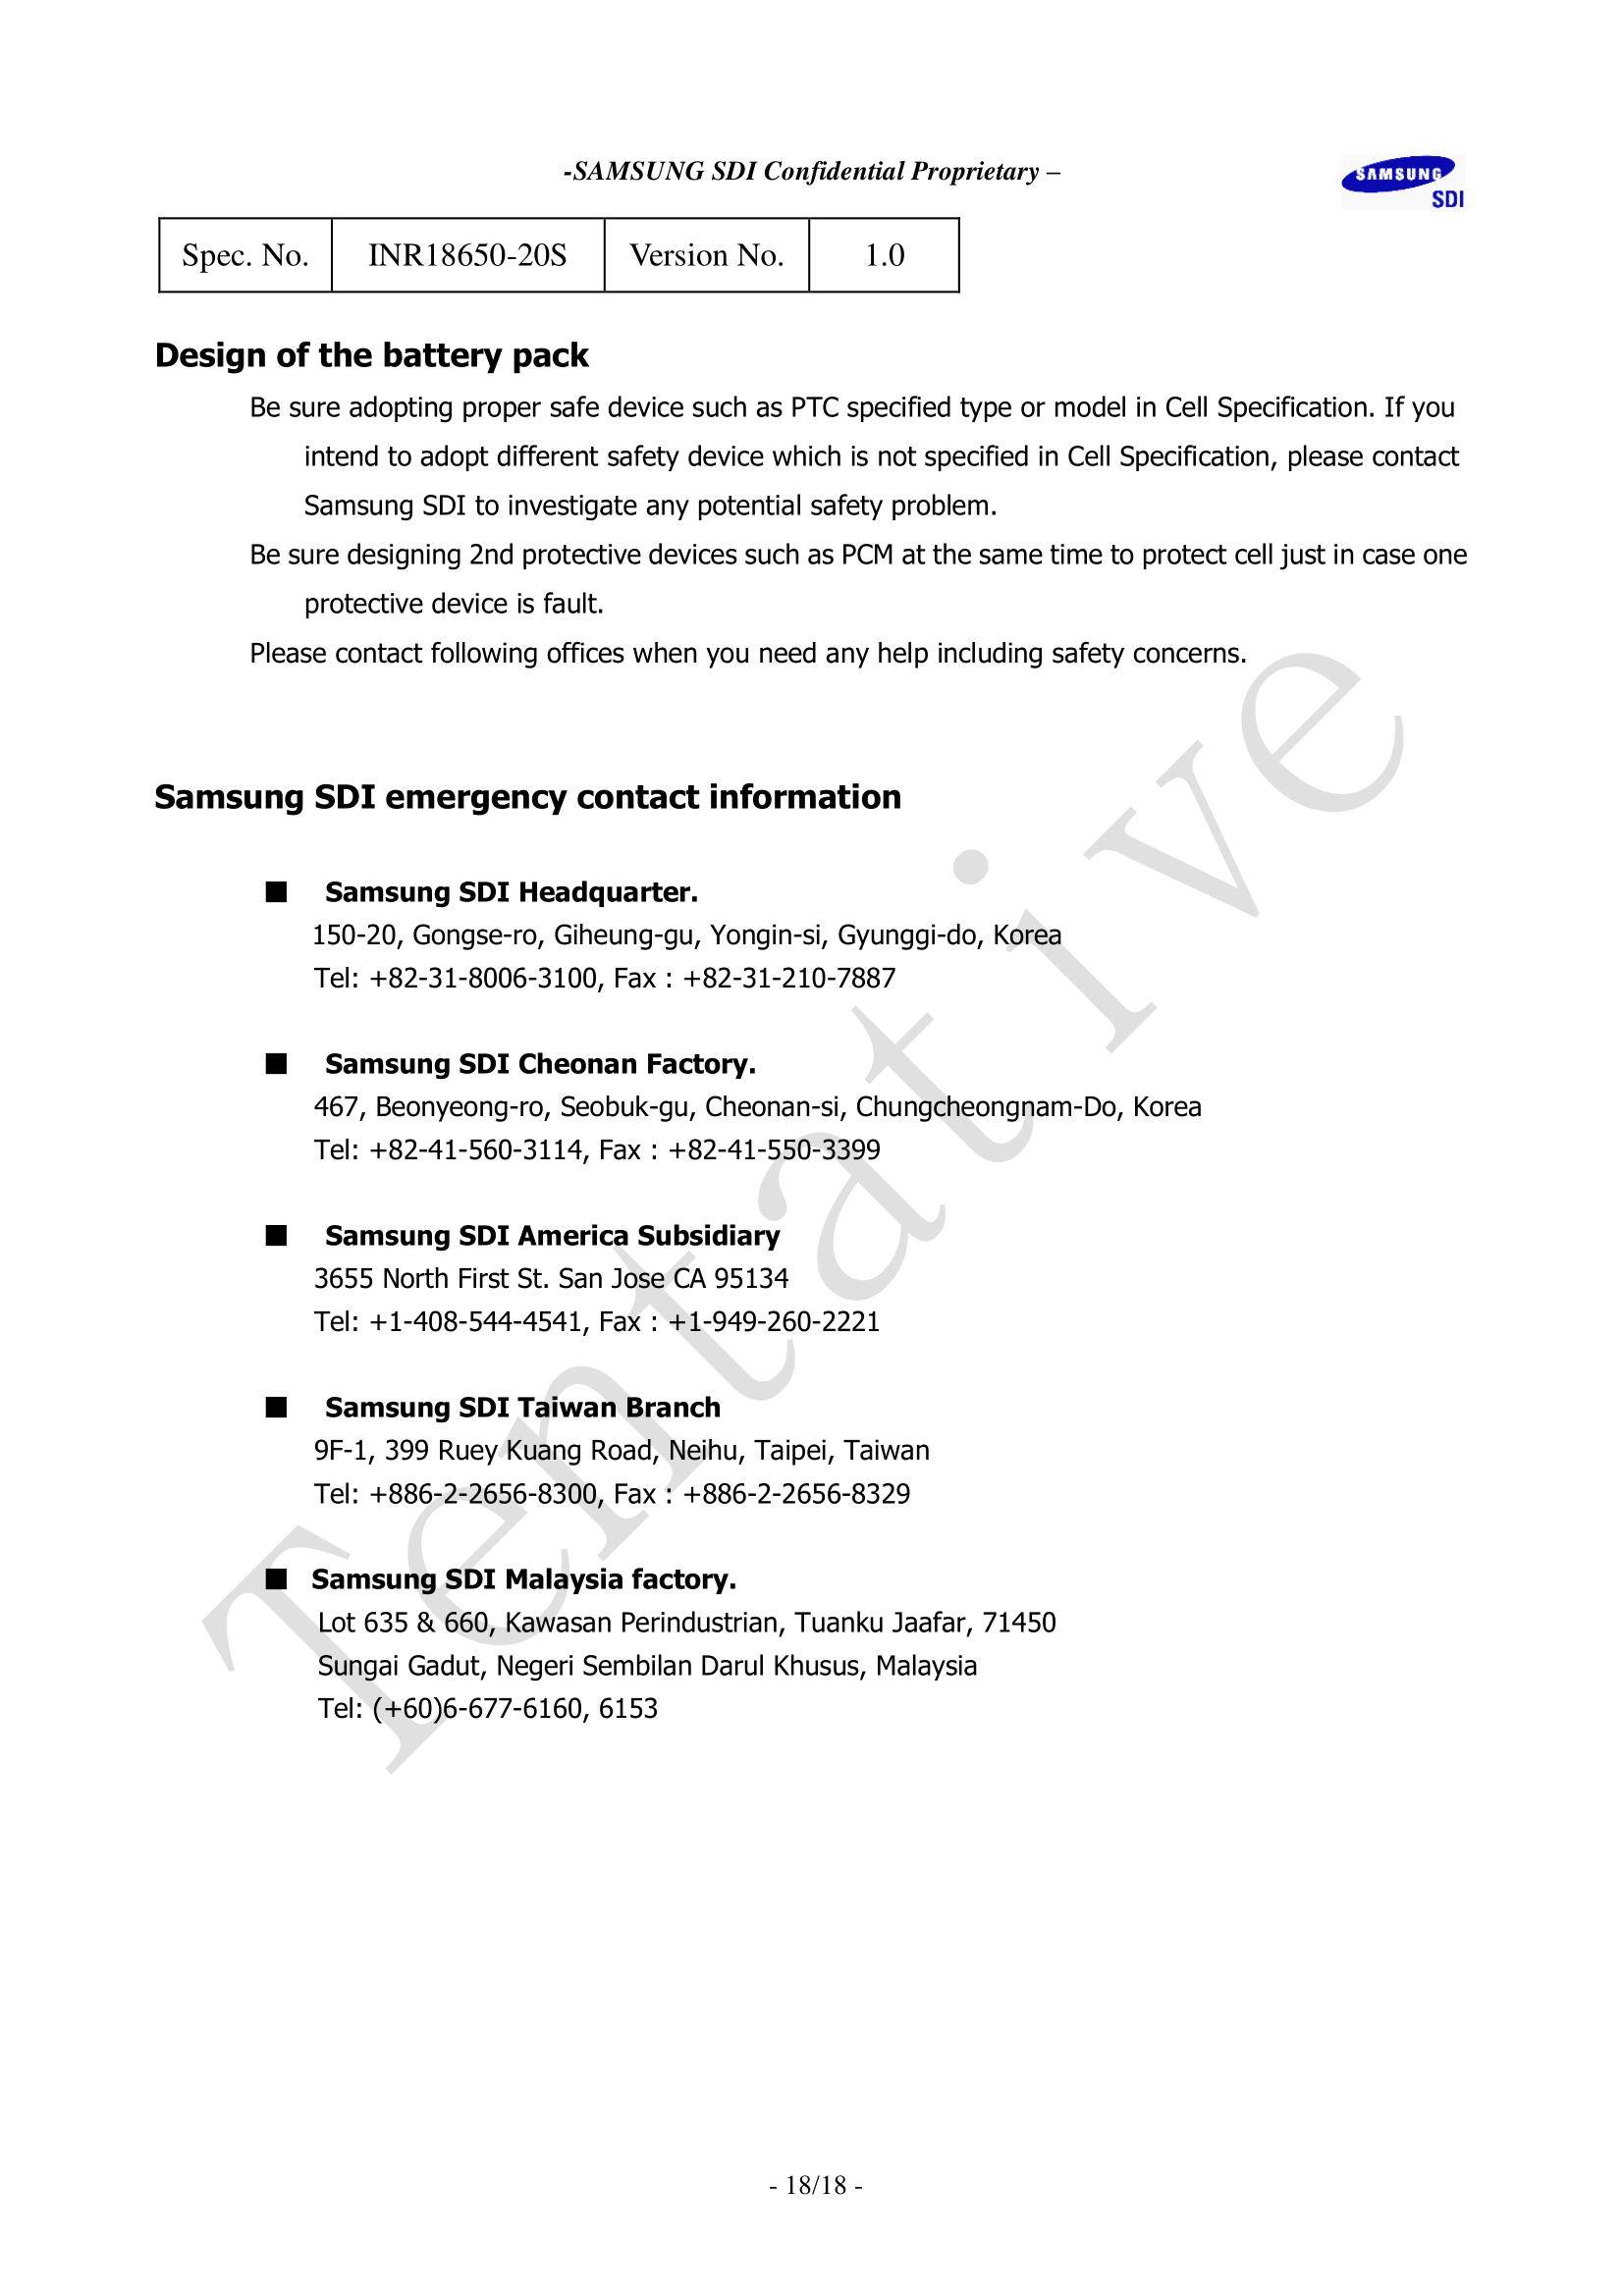 -SAMSUNG SDI Confidential Proprietary –
SAMSUNG
SDI
Spec. No. INR18650-20S Version No. 1.0
Design of the battery pack
Be sure adopting proper safe device such as PTC specified type or model in Cell Specification. If you
intend to adopt different safety device which is not specified in Cell Specification, please contact
Samsung SDI to investigate any potential safety problem.
Be sure designing 2nd protective devices such as PCM at the same time to protect cell just in case one
protective device is fault.
Please contact following offices when you need any help including safety concerns.
Samsung SDI emergency contact information
■ Samsung SDI Headquarter.
150-20, Gongse-ro, Giheung-gu, Yongin-si, Gyunggi-do, Korea
Tel: +82-31-8006-3100, Fax : +82-31-210-7887
■ Samsung SDI Cheonan Factory.
467, Beonyeong-ro, Seobuk-gu, Cheonan-si, Chungcheongnam-Do, Korea
Tel: +82-41-560-3114, Fax : +82-41-550-3399
■ Samsung SDI America Subsidiary
3655 North First St. San Jose CA 95134
Tel: +1-408-544-4541, Fax : +1-949-260-2221
■ Samsung SDI Taiwan Branch
9F-1, 399 Ruey Kuang Road, Neihu, Taipei, Taiwan
Tel: +886-2-2656-8300, Fax : +886-2-2656-8329
■ Samsung SDI Malaysia factory.
Lot 635 & 660, Kawasan Perindustrian, Tuanku Jaafar, 71450
Sungai Gadut, Negeri Sembilan Darul Khusus, Malaysia
Tel: (+60)6-677-6160, 6153
Tentative
- 18/18 -